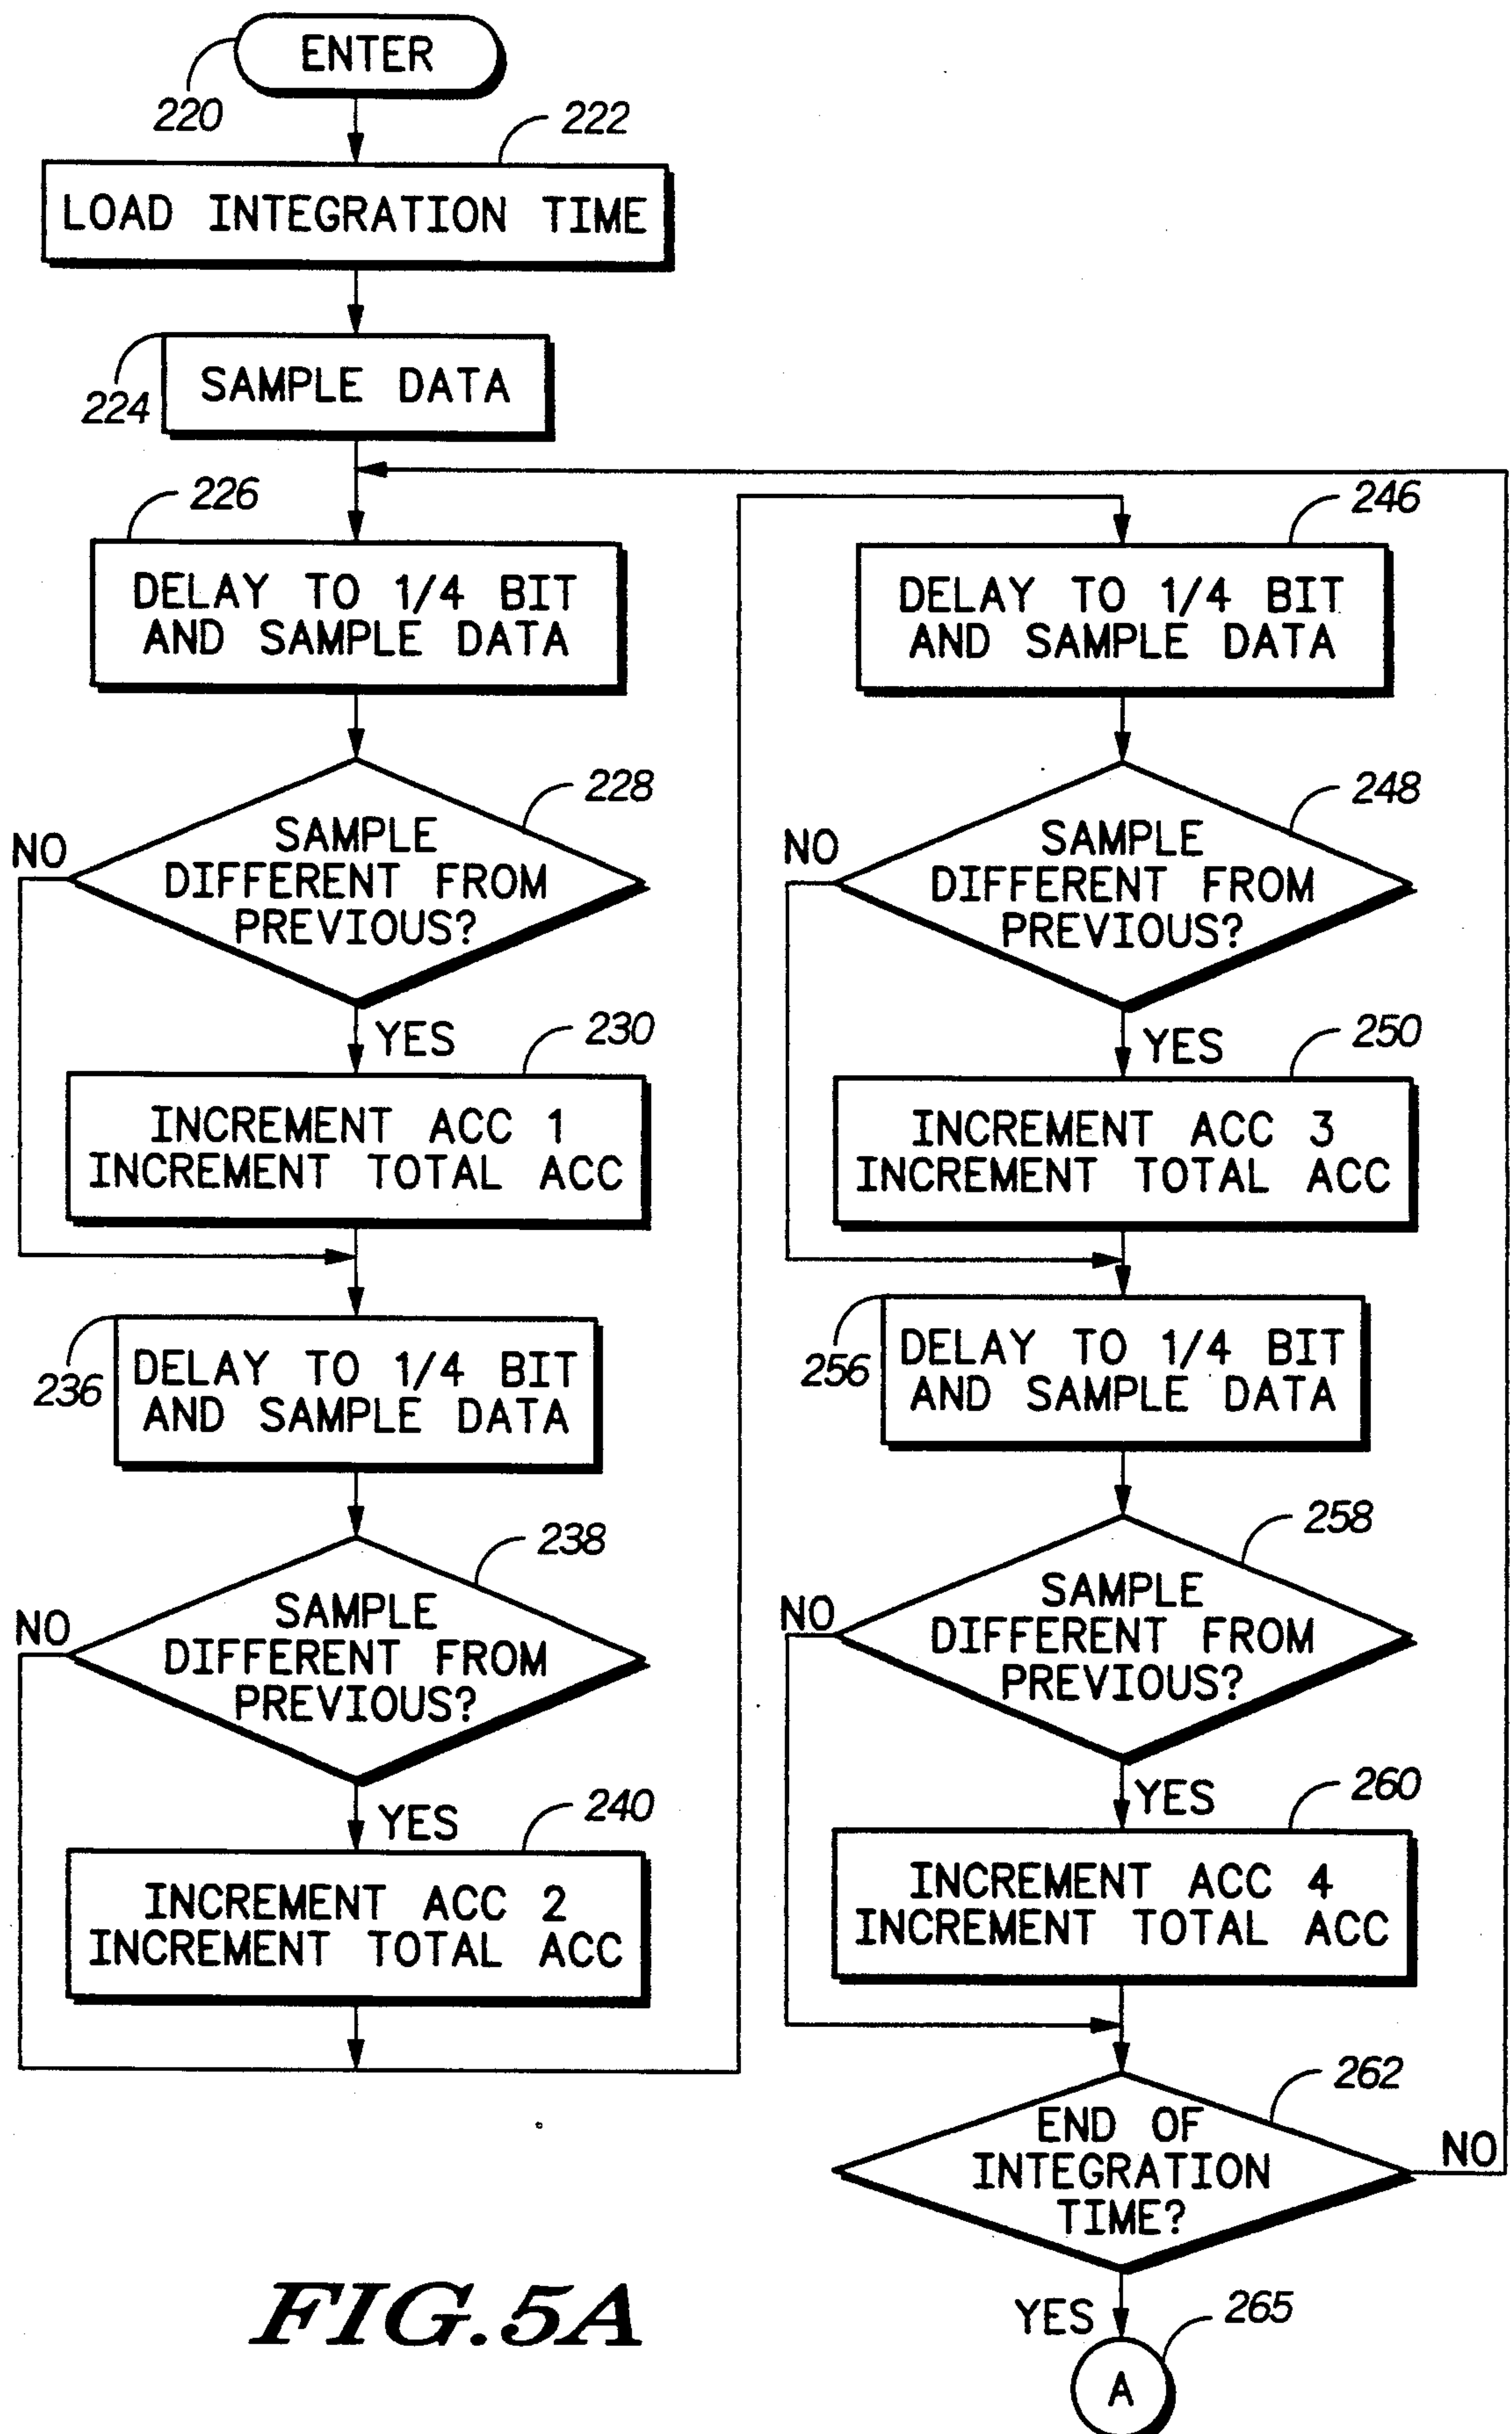 ENTER
220
222
LOAD INTEGRATION TIME
224
SAMPLE DATA
226
DELAY TO 1/4 BIT
AND SAMPLE DATA
228
SAMPLE
DIFFERENT FROM
PREVIOUS?
NO
YES
230
INCREMENT ACC 1
INCREMENT TOTAL ACC
236
DELAY TO 1/4 BIT
AND SAMPLE DATA
238
SAMPLE
DIFFERENT FROM
PREVIOUS?
NO
YES
240
INCREMENT ACC 2
INCREMENT TOTAL ACC
246
DELAY TO 1/4 BIT
AND SAMPLE DATA
248
SAMPLE
DIFFERENT FROM
PREVIOUS?
NO
YES
250
INCREMENT ACC 3
INCREMENT TOTAL ACC
256
DELAY TO 1/4 BIT
AND SAMPLE DATA
258
SAMPLE
DIFFERENT FROM
PREVIOUS?
NO
YES
260
INCREMENT ACC 4
INCREMENT TOTAL ACC
262
END OF
INTEGRATION
TIME?
NO
YES
265
A
FIG.5A